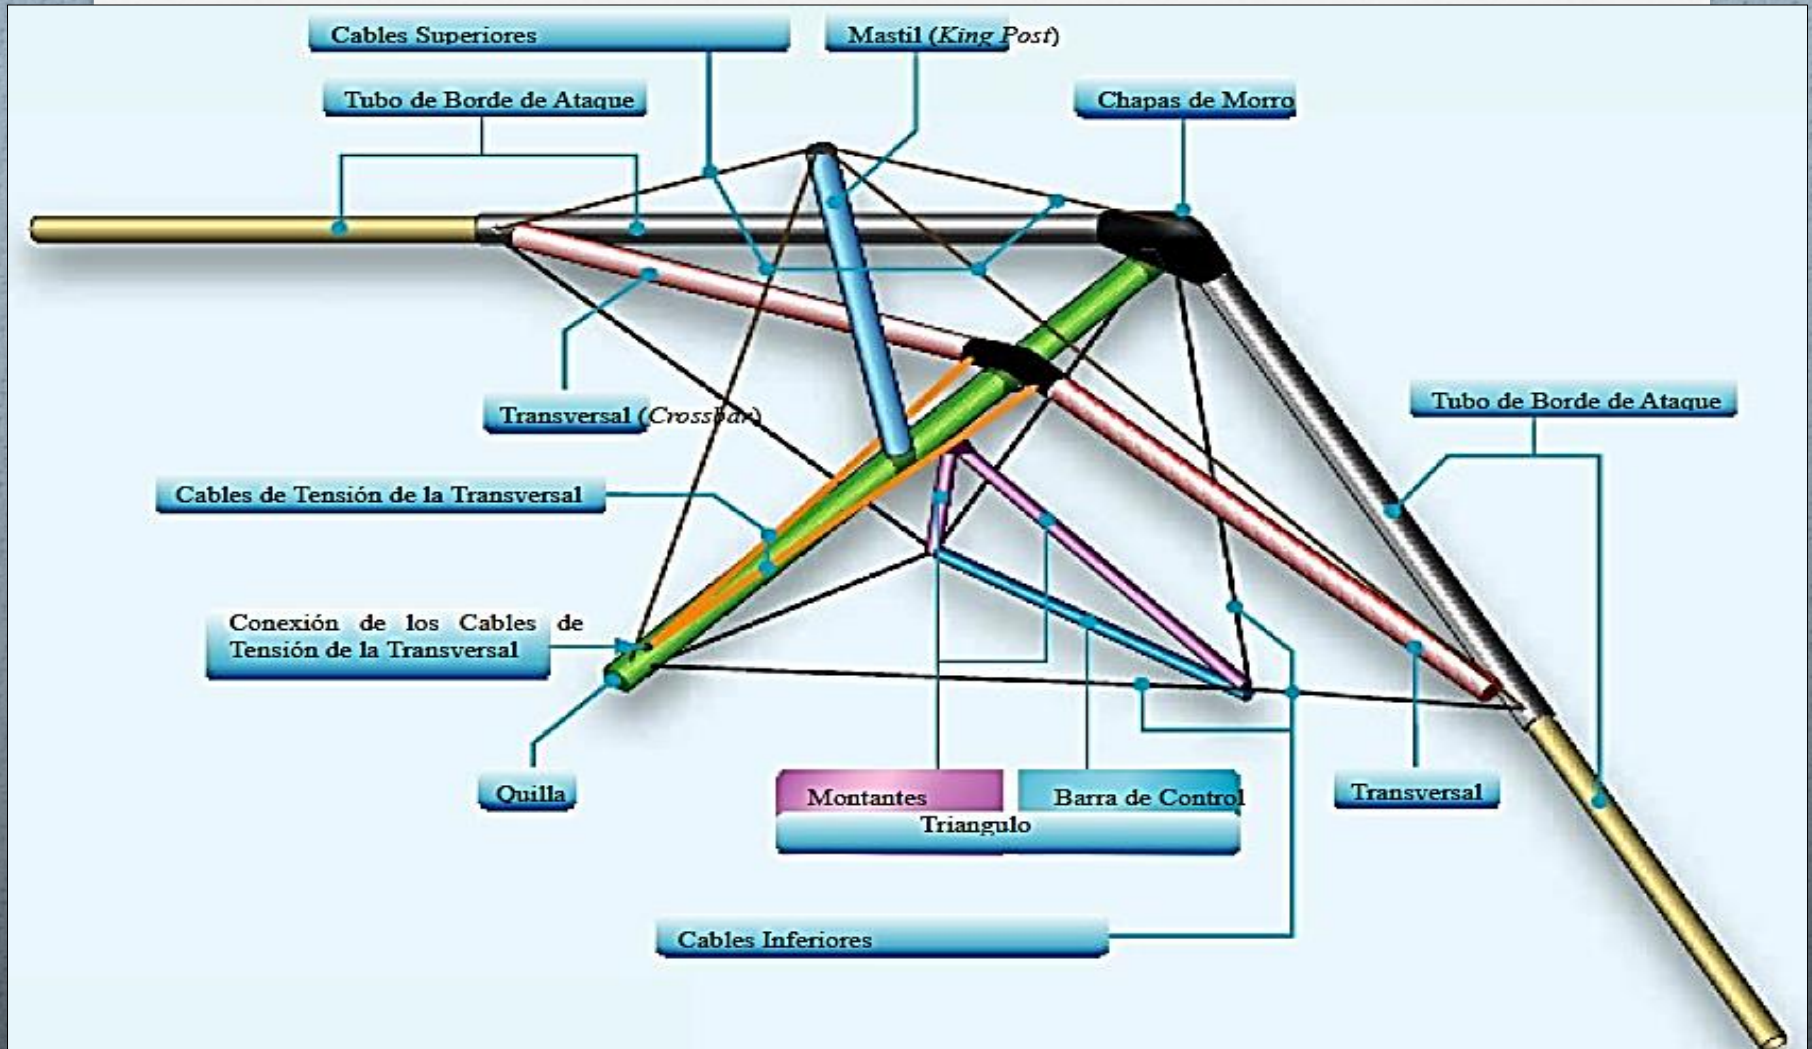 Cables Superiores
Mastil (King Post)
Tubo de Borde de Ataque
Chapas de Morro
Transversal (Crossbar)
Tubo de Borde de Ataque
Cables de Tensión de la Transversal
Conexión de los Cables de
Tensión de la Transversal
Quilla
Montantes
Barra de Control
Transversal
Triangulo
Cables Inferiores